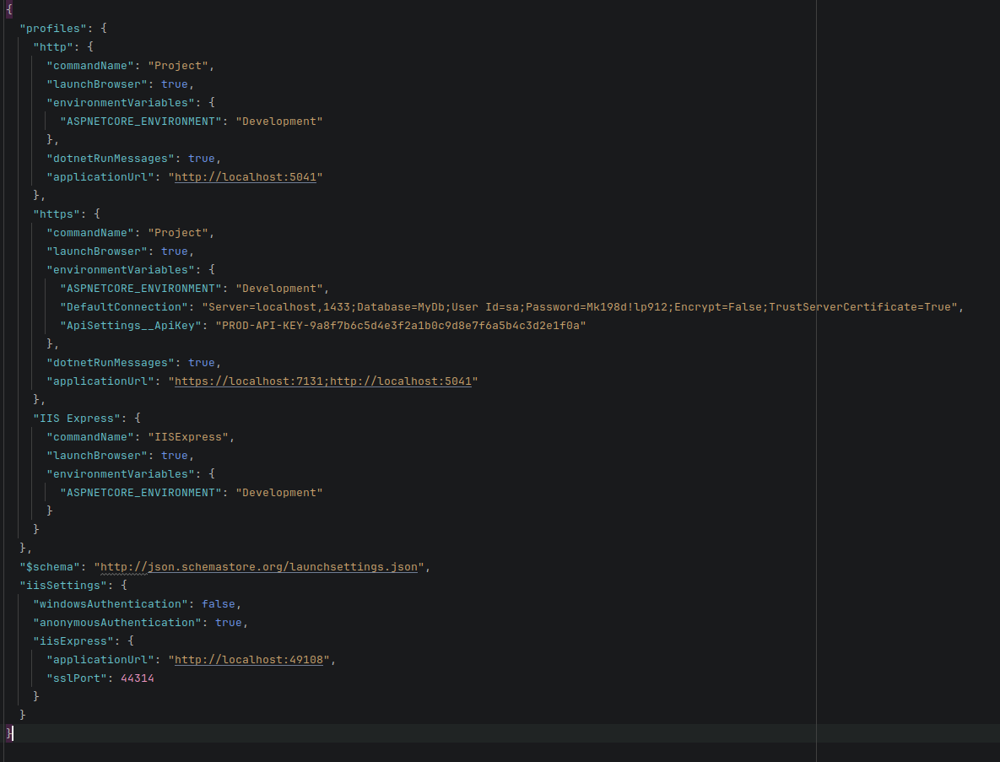 {
  "profiles": {
    "http": {
      "commandName": "Project",
      "launchBrowser": true,
      "environmentVariables": {
        "ASPNETCORE_ENVIRONMENT": "Development"
      },
      "dotnetRunMessages": true,
      "applicationUrl": "http://localhost:5041"
    },
    "https": {
      "commandName": "Project",
      "launchBrowser": true,
      "environmentVariables": {
        "ASPNETCORE_ENVIRONMENT": "Development",
        "DefaultConnection": "Server=localhost,1433;Database=MyDb;User Id=sa;Password=Mk198d!lp912;Encrypt=False;TrustServerCertificate=True",
        "ApiSettings__ApiKey": "PROD-API-KEY-9a8f7b6c5d4e3f2a1b0c9d8e7f6a5b4c3d2e1f0a"
      },
      "dotnetRunMessages": true,
      "applicationUrl": "https://localhost:7131;http://localhost:5041"
    },
    "IIS Express": {
      "commandName": "IISExpress",
      "launchBrowser": true,
      "environmentVariables": {
        "ASPNETCORE_ENVIRONMENT": "Development"
      }
    }
  },
  "$schema": "http://json.schemastore.org/launchsettings.json",
  "iisSettings": {
    "windowsAuthentication": false,
    "anonymousAuthentication": true,
    "iisExpress": {
      "applicationUrl": "http://localhost:49108",
      "sslPort": 44314
    }
  }
}